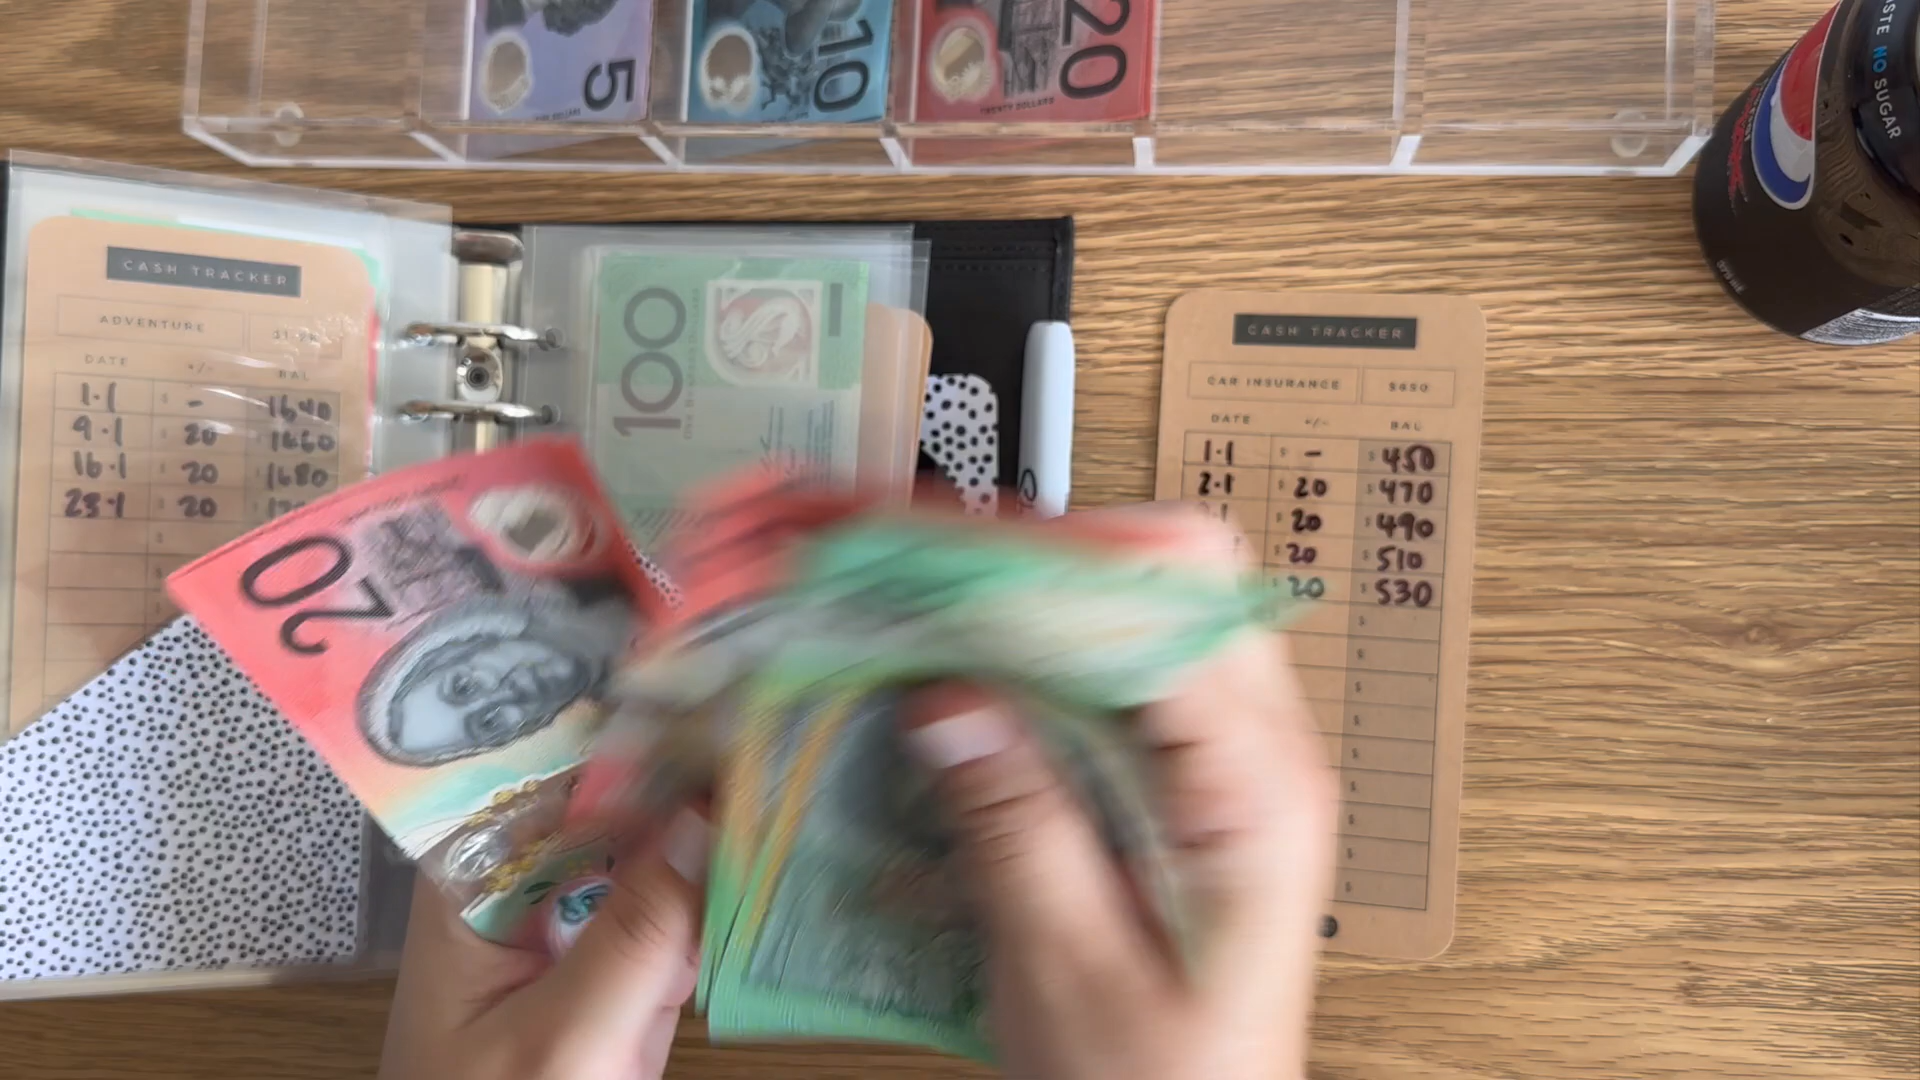 5
10
20
TWENTY DOLLARS
NO SUGAR
CASH TRACKER
ADVENTURE
DATE +/- BAL
1·1 $ - 1640
9·1 $ 20 1660
16·1 $ 20 $ 1680
23·1 $ 20
100
20
CASH TRACKER
CAR INSURANCE $650
DATE +/- BAL
1·1 $ - $ 450
2·1 $ 20 $ 470
$ 20 $ 490
$ 20 $ 510
$ 20 $ 530
$
$
$
$
$
$
$
$
$